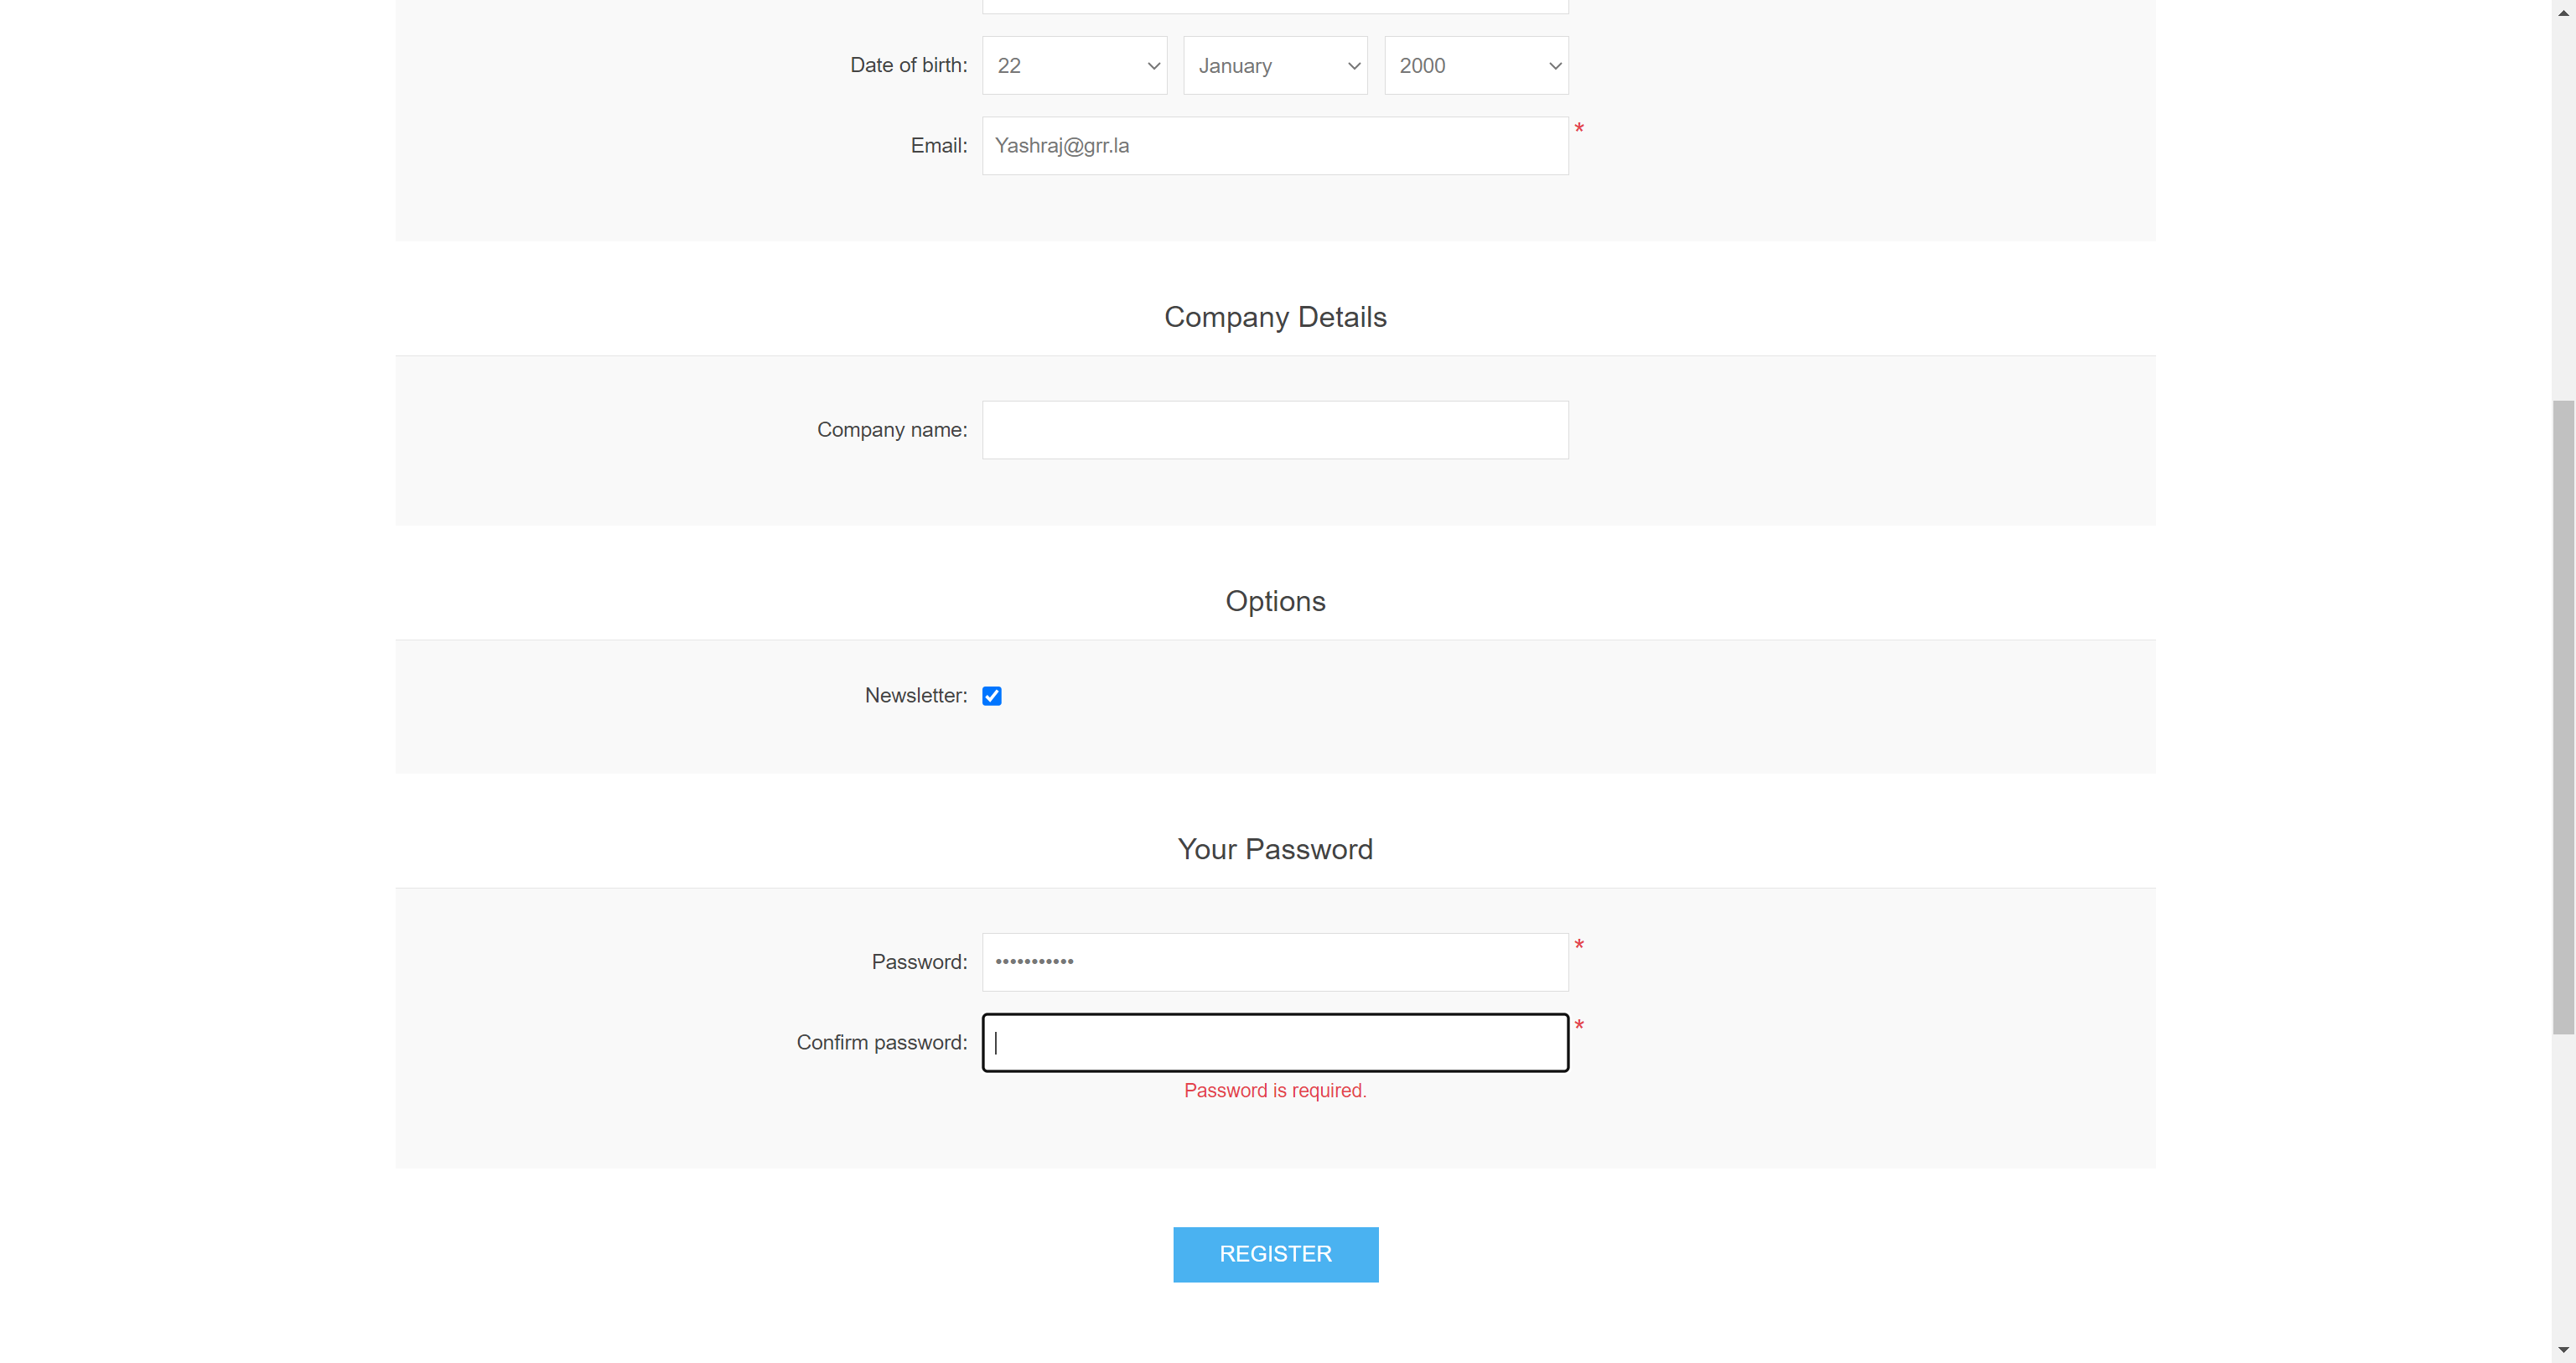 Date of birth: 22 January 2000
Email: Yashraj@grr.la *
Company Details
Company name:
Options
Newsletter:
Your Password
Password: ••••••••••• *
Confirm password: *
Password is required.
REGISTER